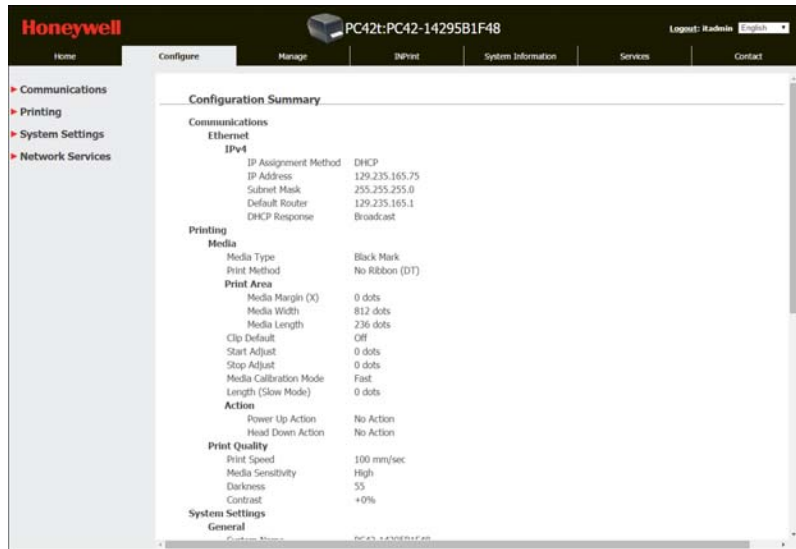 Honeywell
PC42t:PC42-14295B1F48
Logout: itadmin English
Home Configure Manage INPrint System Information Services Contact
Communications
Printing
System Settings
Network Services
Configuration Summary
Communications
Ethernet
IPv4
IP Assignment Method DHCP
IP Address 129.235.165.75
Subnet Mask 255.255.255.0
Default Router 129.235.165.1
DHCP Response Broadcast
Printing
Media
Media Type Black Mark
Print Method No Ribbon (DT)
Print Area
Media Margin (X) 0 dots
Media Width 812 dots
Media Length 236 dots
Clip Default Off
Start Adjust 0 dots
Stop Adjust 0 dots
Media Calibration Mode Fast
Length (Slow Mode) 0 dots
Action
Power Up Action No Action
Head Down Action No Action
Print Quality
Print Speed 100 mm/sec
Media Sensitivity High
Darkness 55
Contrast +0%
System Settings
General
System Name PC42-14295B1F48